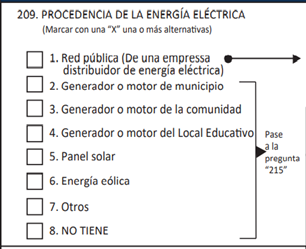 209. PROCEDENCIA DE LA ENERGÍA ELÉCTRICA
(Marcar con una "X" una o más alternativas)
1. Red pública (De una empressa
distribuidor de energía eléctrica)
2. Generador o motor de municipio
3. Generador o motor de la comunidad
4. Generador o motor del Local Educativo
5. Panel solar
6. Energía eólica
7. Otros
8. NO TIENE
Pase
a la
pregunta
"215"